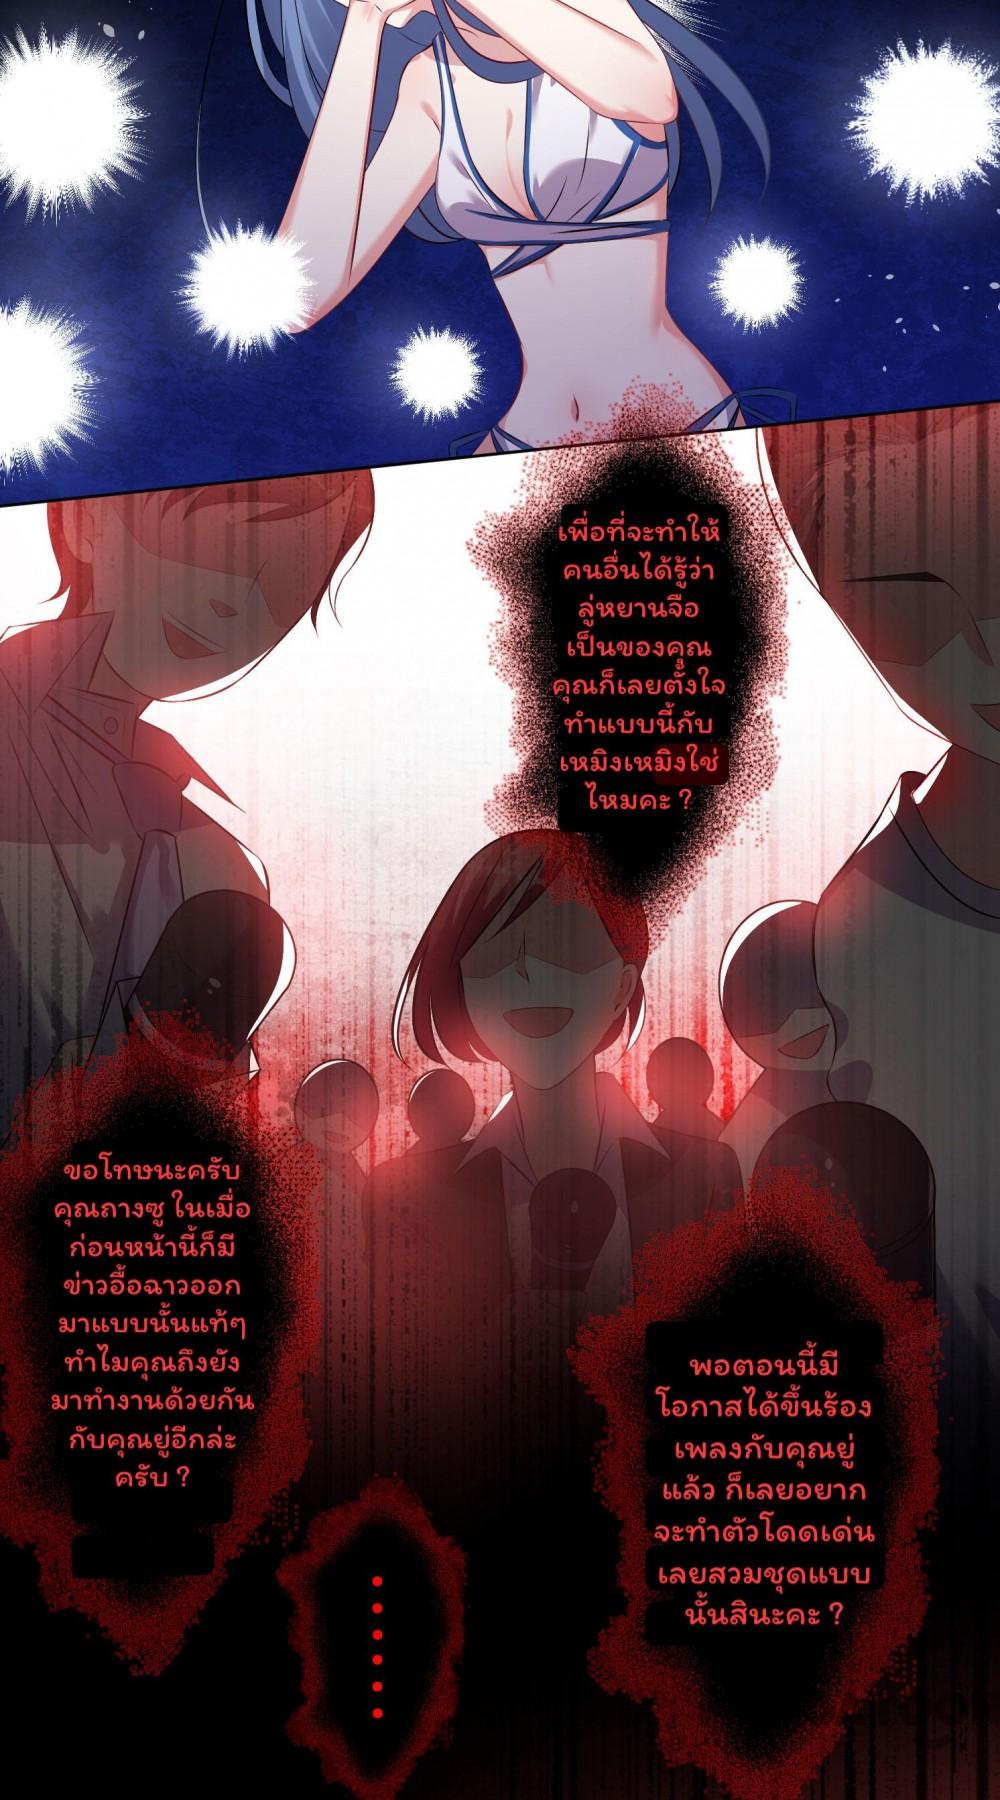 เพื่อที่จะทำให้
คนอื่นได้รู้ว่า
ลู่หยานจือ
เป็นของคุณ
คุณก็เลยตั้งใจ
ทำแบบนี้กับ
เหมิงเหมิงใช่
ไหมคะ ?
ขอโทษนะครับ
คุณถางซู ในเมื่อ
ก่อนหน้านี้ก็มี
ข่าวอื้อฉาวออก
มาแบบนั้นแท้ๆ
ทำไมคุณถึงยัง
มาทำงานด้วยกัน
กับคุณยู่อีกล่ะ
ครับ ?
พอตอนนี้มี
โอกาสได้ขึ้นร้อง
เพลงกับคุณยู่
แล้ว ก็เลยอยาก
จะทำตัวโดดเด่น
เลยสวมชุดแบบ
นั้นสินะคะ ?
......